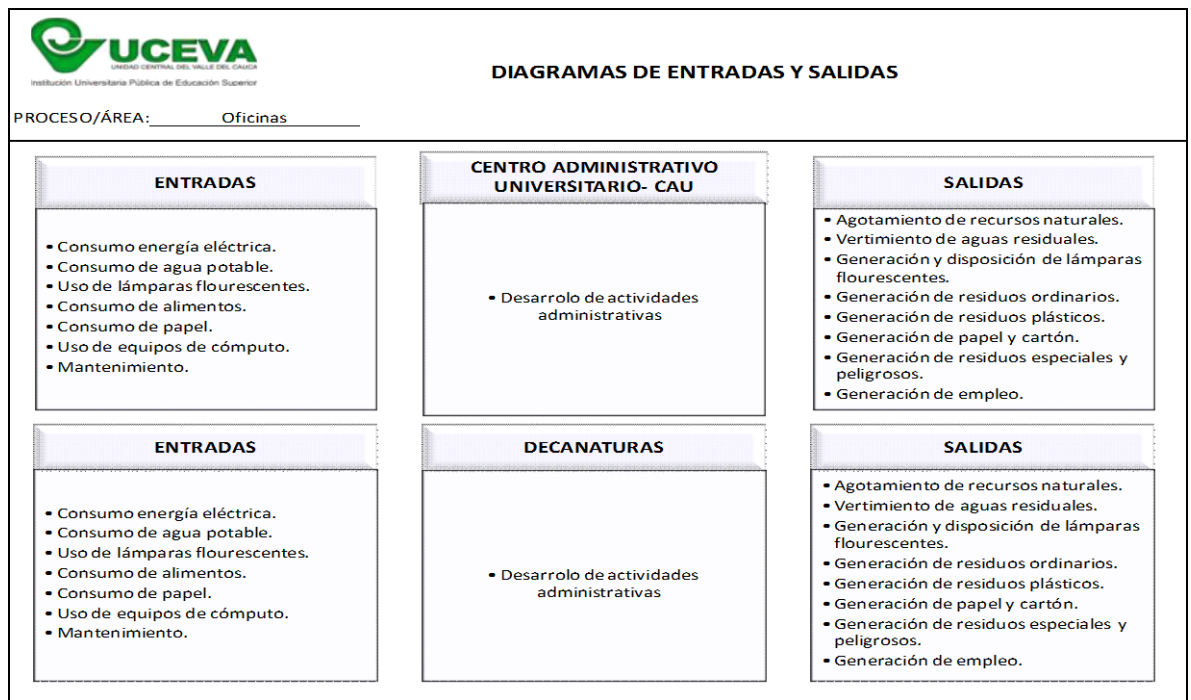 UCEVA
UNIDAD CENTRAL DEL VALLE DEL CAUCA
Institución Universitaria Pública de Educación Superior
DIAGRAMAS DE ENTRADAS Y SALIDAS
PROCESO/ÁREA: Oficinas
ENTRADAS
• Consumo energía eléctrica.
• Consumo de agua potable.
• Uso de lámparas flourescentes.
• Consumo de alimentos.
• Consumo de papel.
• Uso de equipos de cómputo.
• Mantenimiento.
CENTRO ADMINISTRATIVO
UNIVERSITARIO- CAU
• Desarrolo de actividades
administrativas
SALIDAS
• Agotamiento de recursos naturales.
• Vertimiento de aguas residuales.
• Generación y disposición de lámparas
flourescentes.
• Generación de residuos ordinarios.
• Generación de residuos plásticos.
• Generación de papel y cartón.
• Generación de residuos especiales y
peligrosos.
• Generación de empleo.
ENTRADAS
• Consumo energía eléctrica.
• Consumo de agua potable.
• Uso de lámparas flourescentes.
• Consumo de alimentos.
• Consumo de papel.
• Uso de equipos de cómputo.
• Mantenimiento.
DECANATURAS
• Desarrolo de actividades
administrativas
SALIDAS
• Agotamiento de recursos naturales.
• Vertimiento de aguas residuales.
• Generación y disposición de lámparas
flourescentes.
• Generación de residuos ordinarios.
• Generación de residuos plásticos.
• Generación de papel y cartón.
• Generación de residuos especiales y
peligrosos.
• Generación de empleo.